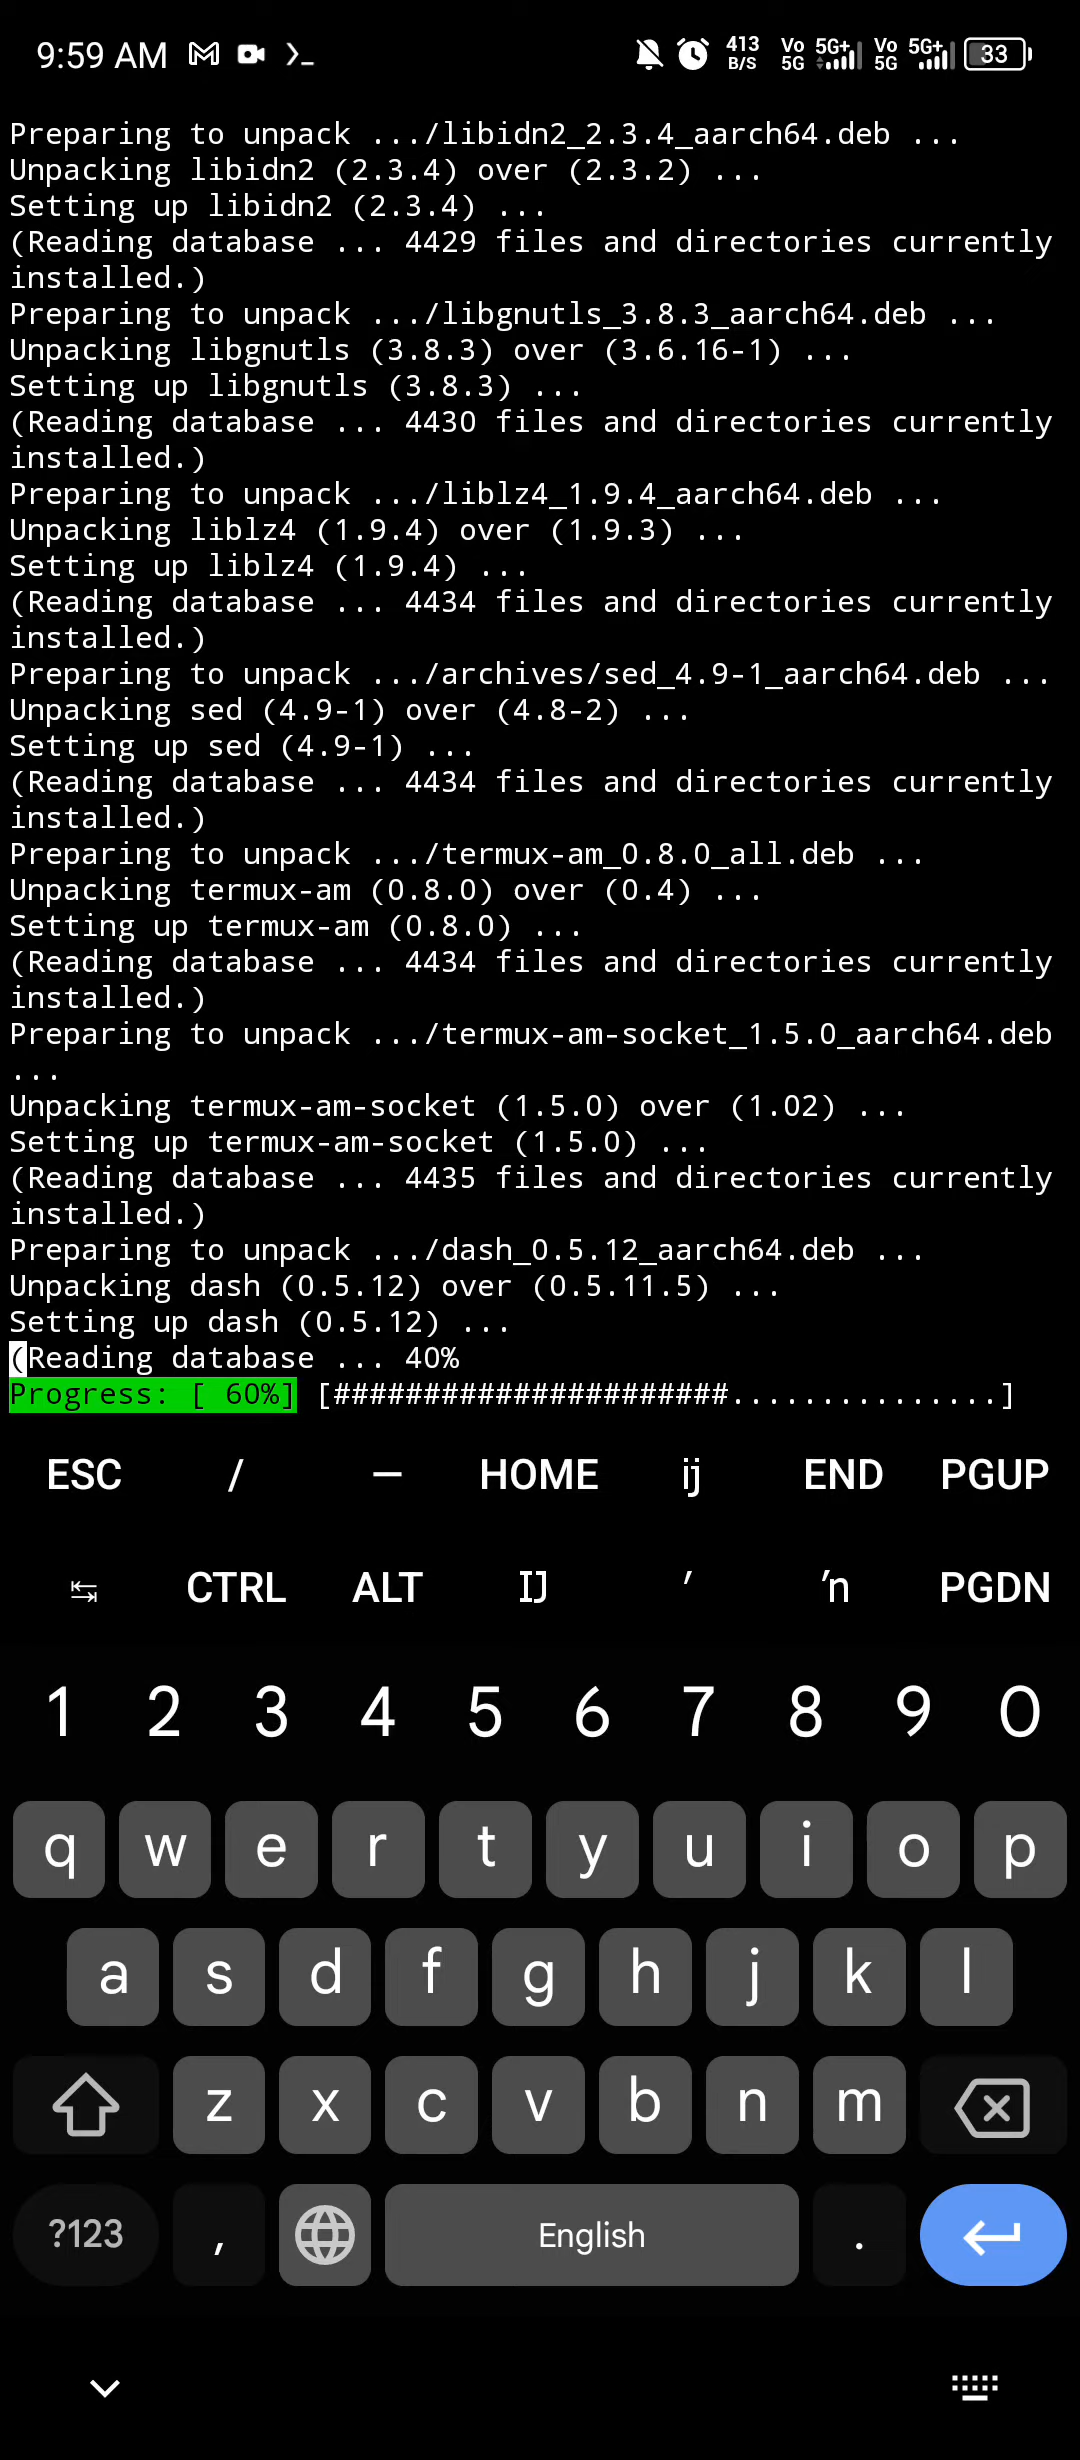 9:59 AM
413 B/S Vo 5G 5G+ Vo 5G 5G+ 33
Preparing to unpack .../libidn2_2.3.4_aarch64.deb ...
Unpacking libidn2 (2.3.4) over (2.3.2) ...
Setting up libidn2 (2.3.4) ...
(Reading database ... 4429 files and directories currently
installed.)
Preparing to unpack .../libgnutls_3.8.3_aarch64.deb ...
Unpacking libgnutls (3.8.3) over (3.6.16-1) ...
Setting up libgnutls (3.8.3) ...
(Reading database ... 4430 files and directories currently
installed.)
Preparing to unpack .../liblz4_1.9.4_aarch64.deb ...
Unpacking liblz4 (1.9.4) over (1.9.3) ...
Setting up liblz4 (1.9.4) ...
(Reading database ... 4434 files and directories currently
installed.)
Preparing to unpack .../archives/sed_4.9-1_aarch64.deb ...
Unpacking sed (4.9-1) over (4.8-2) ...
Setting up sed (4.9-1) ...
(Reading database ... 4434 files and directories currently
installed.)
Preparing to unpack .../termux-am_0.8.0_all.deb ...
Unpacking termux-am (0.8.0) over (0.4) ...
Setting up termux-am (0.8.0) ...
(Reading database ... 4434 files and directories currently
installed.)
Preparing to unpack .../termux-am-socket_1.5.0_aarch64.deb
...
Unpacking termux-am-socket (1.5.0) over (1.02) ...
Setting up termux-am-socket (1.5.0) ...
(Reading database ... 4435 files and directories currently
installed.)
Preparing to unpack .../dash_0.5.12_aarch64.deb ...
Unpacking dash (0.5.12) over (0.5.11.5) ...
Setting up dash (0.5.12) ...
(Reading database ... 40%
Progress: [ 60%] [######################...............]
ESC / — HOME ij END PGUP
↹ CTRL ALT IJ ′ ŉ PGDN
1 2 3 4 5 6 7 8 9 0
q w e r t y u i o p
a s d f g h j k l
z x c v b n m
?123 , English .